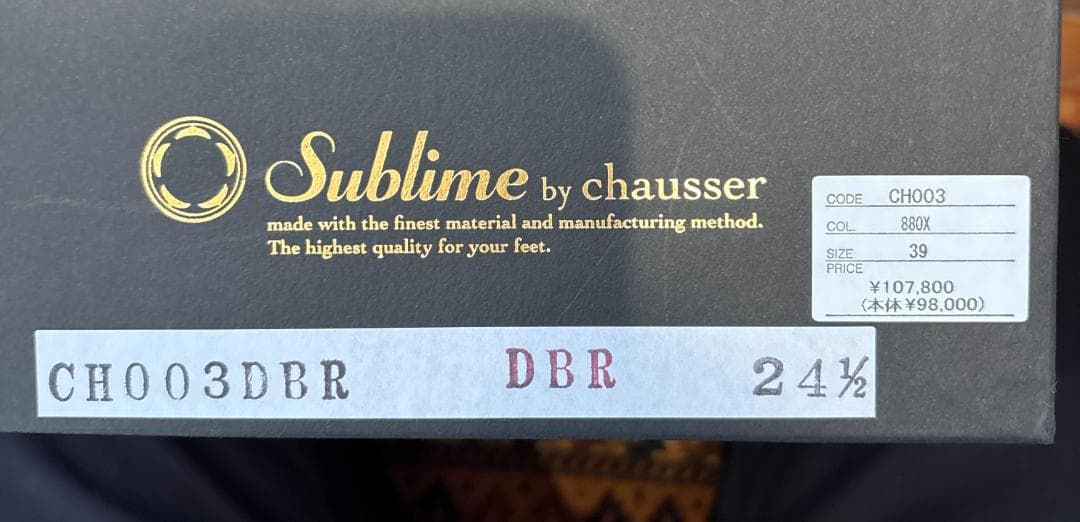 Sublime by chausser
made with the finest material and manufacturing method.
The highest quality for your feet.
CODE CH003
COL. 880X
SIZE 39
PRICE
¥107,800
(本体¥98,000)
CH003DBR DBR 24½